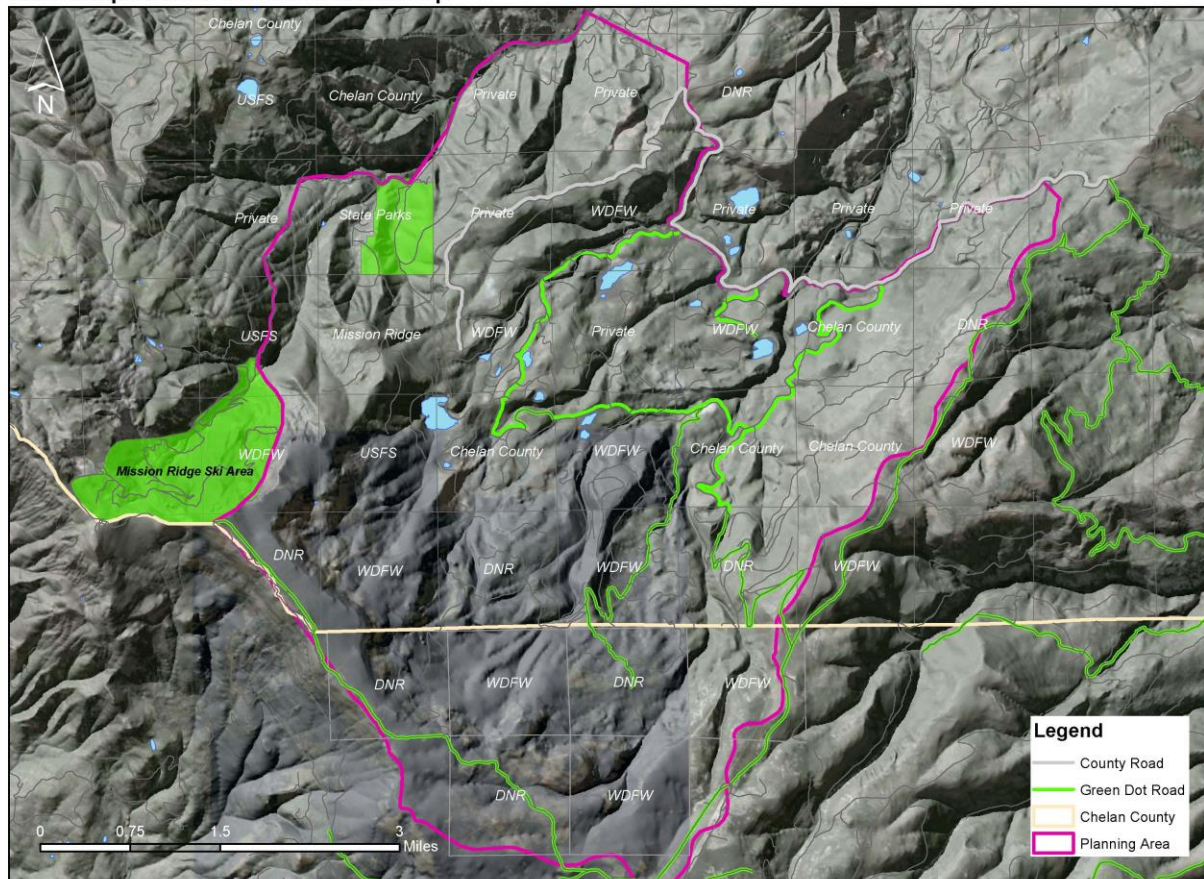 Chelan County
N
USFS
Chelan County
Private
Private
DNR
Private
State Parks
Private
WDFW
Private
Private
Private
USFS
Mission Ridge
WDFW
Private
WDFW
Chelan County
DNR
Mission Ridge Ski Area
WDFW
USFS
Chelan County
WDFW
Chelan County
Chelan County
WDFW
DNR
WDFW
DNR
WDFW
DNR
WDFW
DNR
WDFW
DNR
WDFW
DNR
WDFW
Legend
County Road
Green Dot Road
Chelan County
Planning Area
0 0.75 1.5 3
Miles